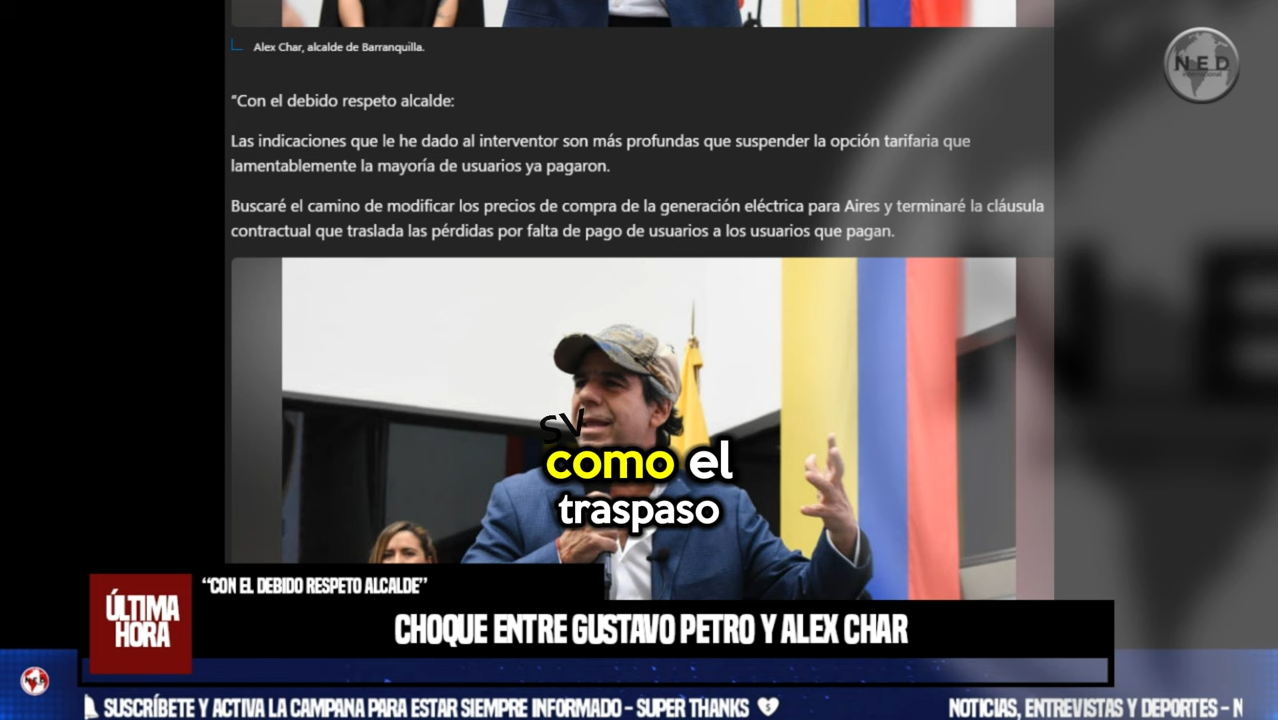 Alex Char, alcalde de Barranquilla.
NED
“Con el debido respeto alcalde:
Las indicaciones que le he dado al interventor son más profundas que suspender la opción tarifaria que
lamentablemente la mayoría de usuarios ya pagaron.
Buscaré el camino de modificar los precios de compra de la generación eléctrica para Aires y terminaré la cláusula
contractual que traslada las pérdidas por falta de pago de usuarios a los usuarios que pagan.
sv
como el
traspaso
“CON EL DEBIDO RESPETO ALCALDE”
ÚLTIMA
HORA
CHOQUE ENTRE GUSTAVO PETRO Y ALEX CHAR
SUSCRÍBETE Y ACTIVA LA CAMPANA PARA ESTAR SIEMPRE INFORMADO - SUPER THANKS
NOTICIAS, ENTREVISTAS Y DEPORTES - N